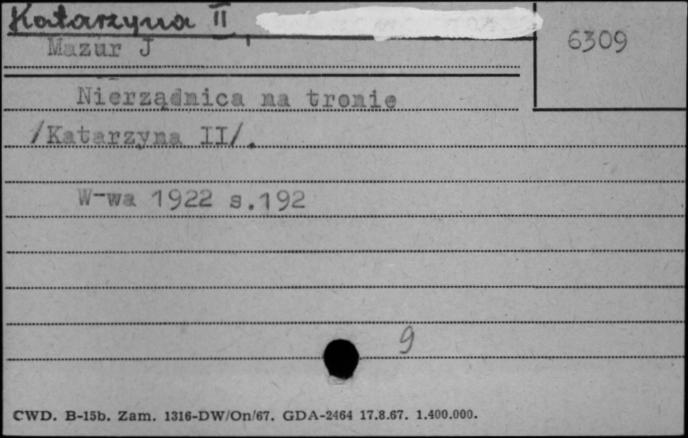 Katarzyna II
6309
Mazur J
Nierządnica na tronie
/Katarzyna II/.
W-wa 1922 s.192
9
CWD. B-15b. Zam. 1316-DW/On/67. GDA-2464 17.8.67. 1.400.000.